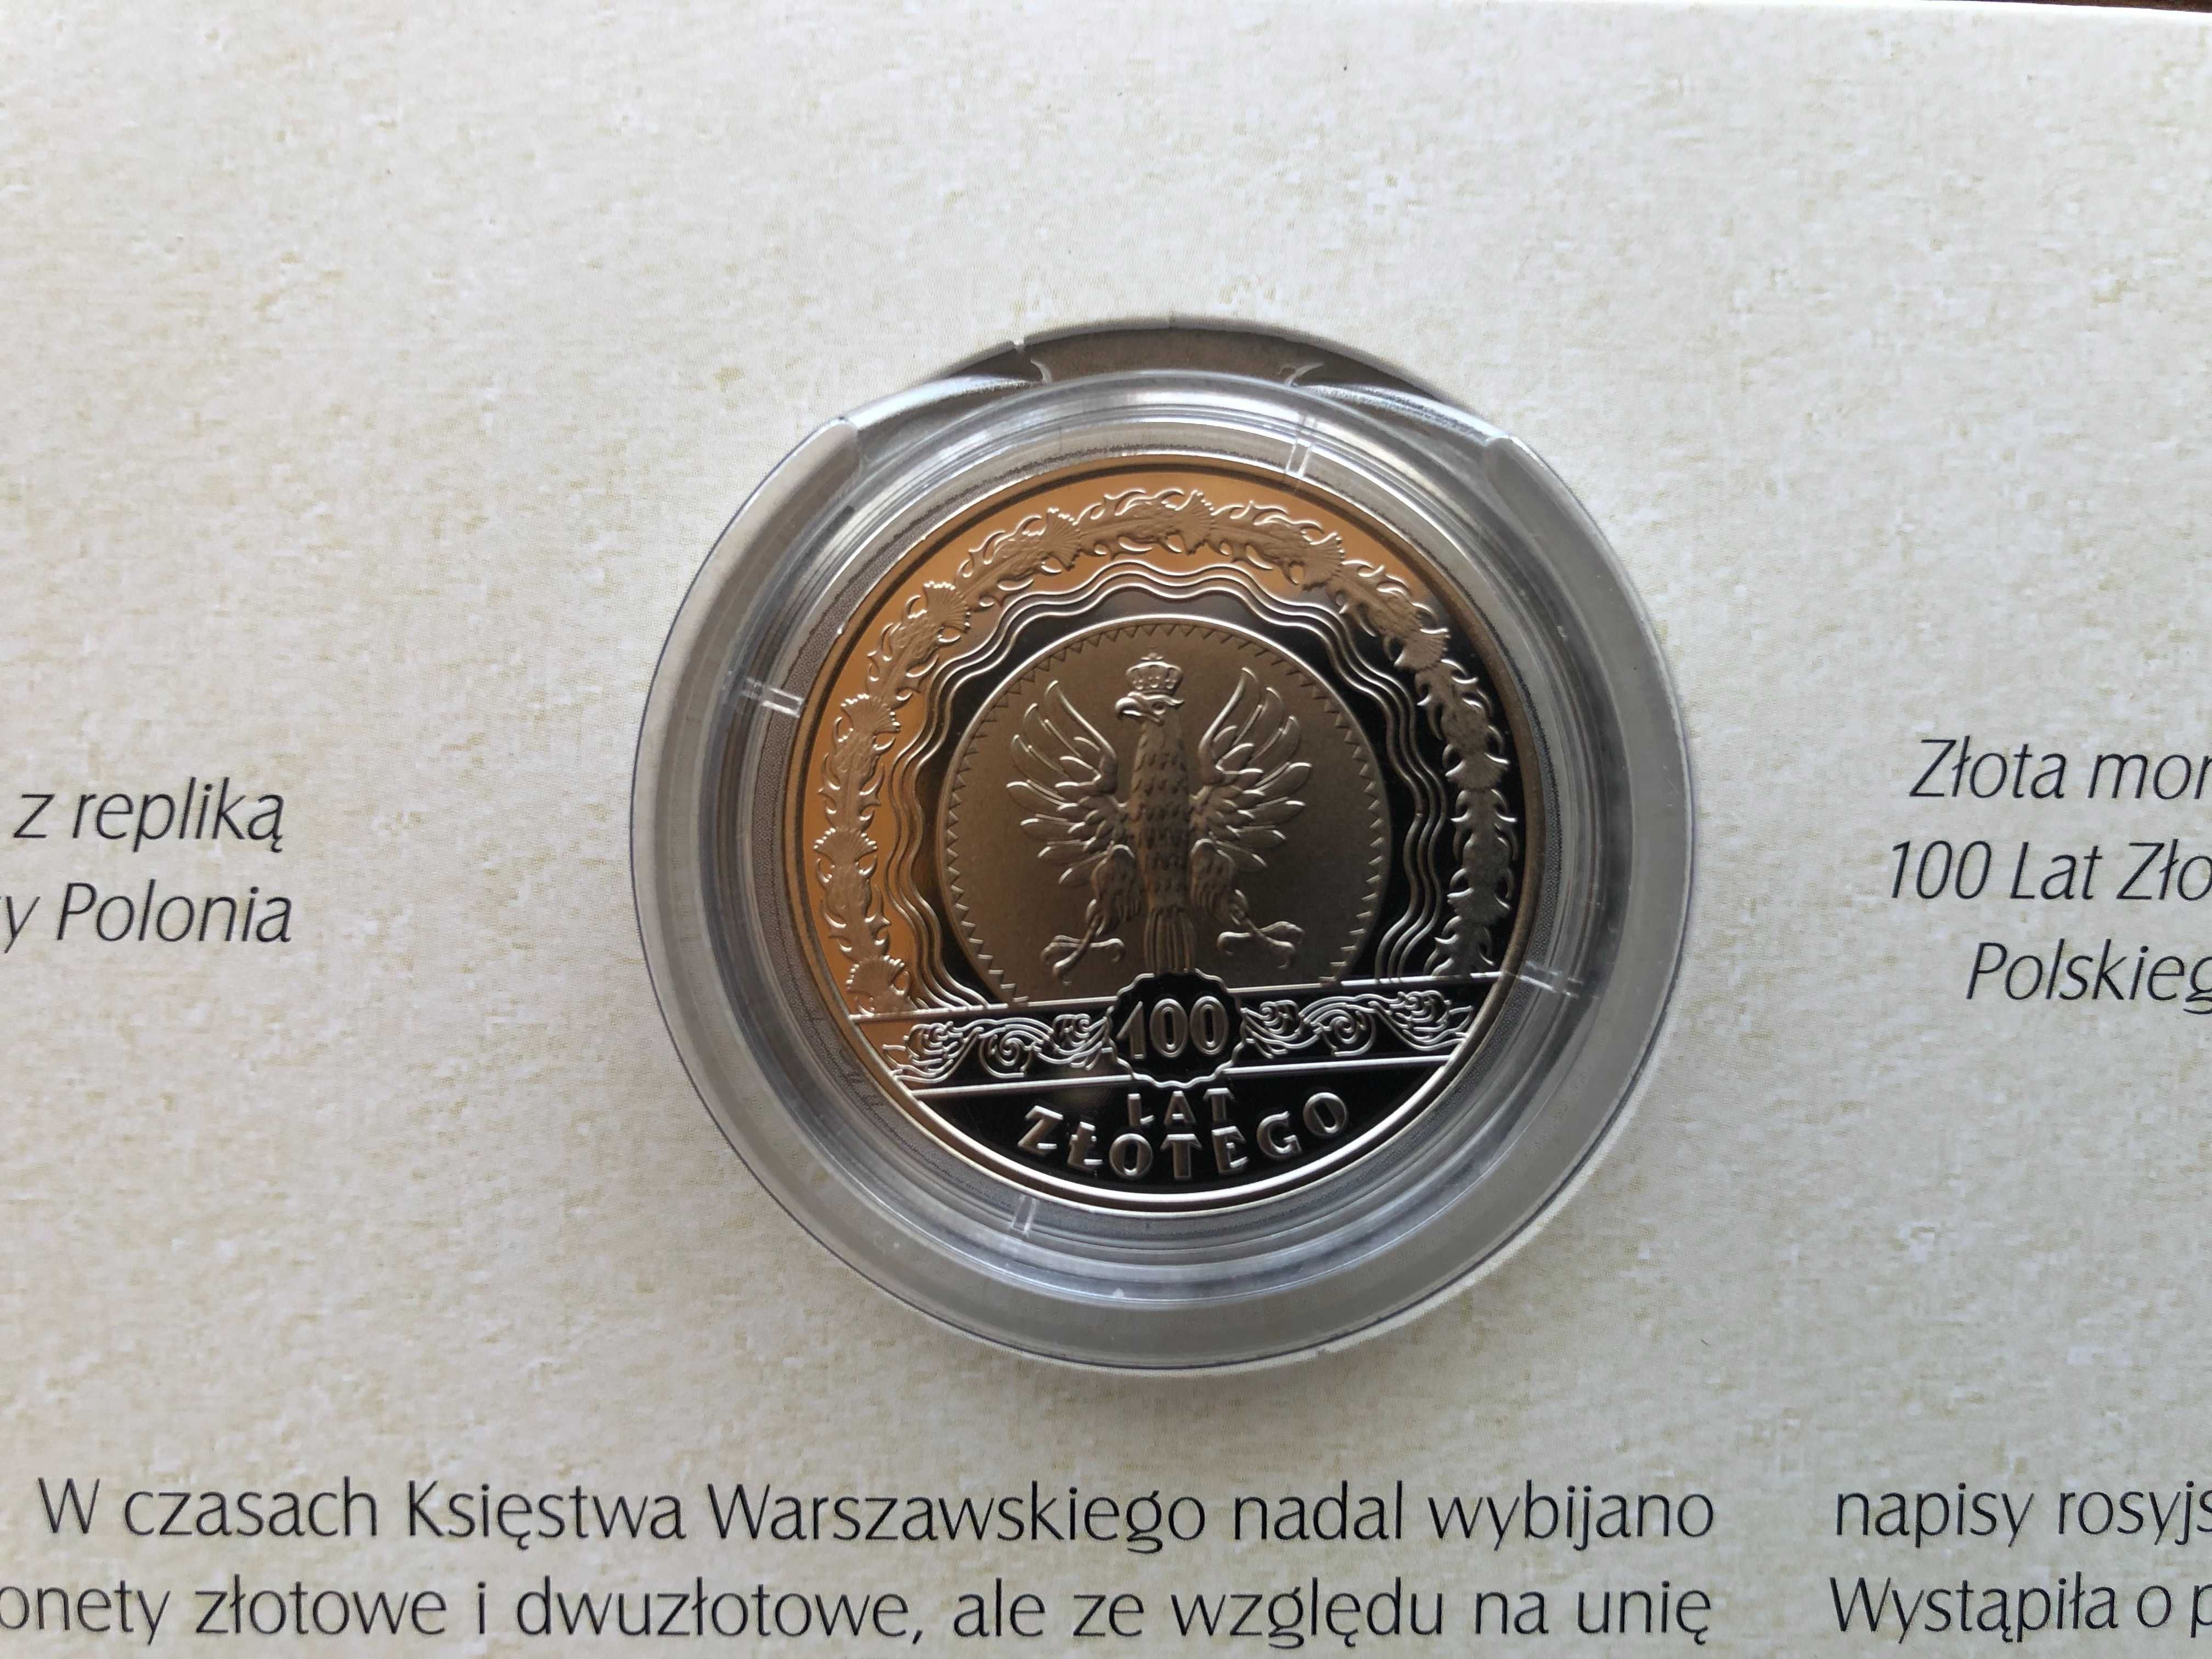 z repliką
y Polonia
100
LAT
ZŁOTEGO
Złota mon
100 Lat Zło
Polskieg
W czasach Księstwa Warszawskiego nadal wybijano
onety złotowe i dwuzłotowe, ale ze względu na unię
napisy rosyjs
Wystąpiła o p